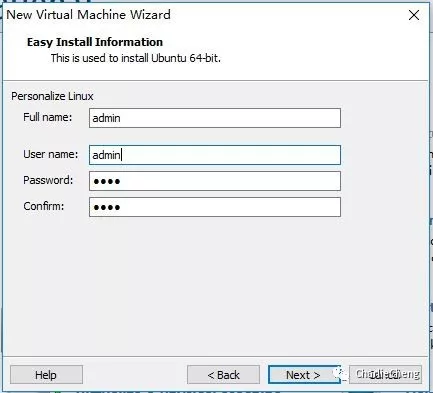 New Virtual Machine Wizard
Easy Install Information
This is used to install Ubuntu 64-bit.
Personalize Linux
Full name: admin
User name: admin
Password: ●●●●
Confirm: ●●●●
Help < Back Next > Cancel